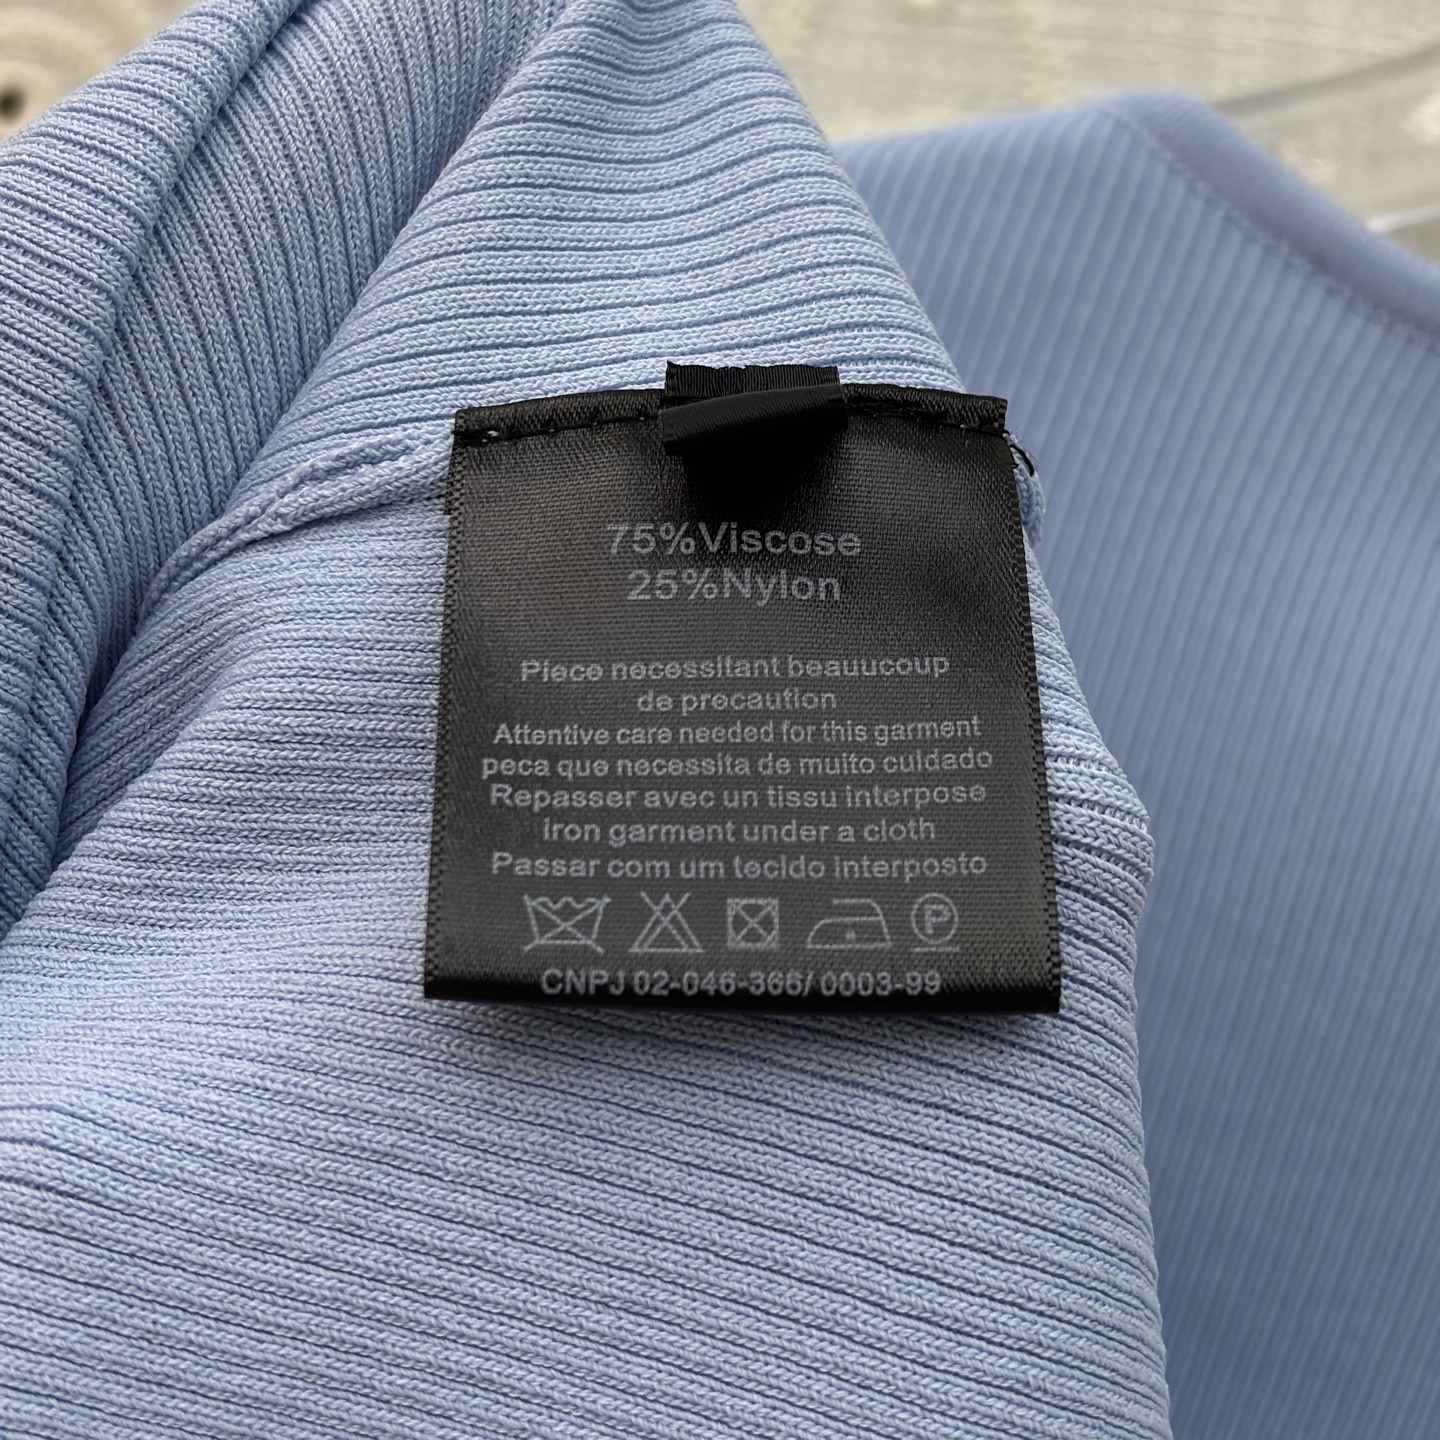 75%Viscose
25%Nylon
Piece necessitant beauucoup
de precaution
Attentive care needed for this garment
peca que necessita de muito cuidado
Repasser avec un tissu interpose
Iron garment under a cloth
Passar com um tecido interposto
P
CNPJ 02-046-366/ 0003-99